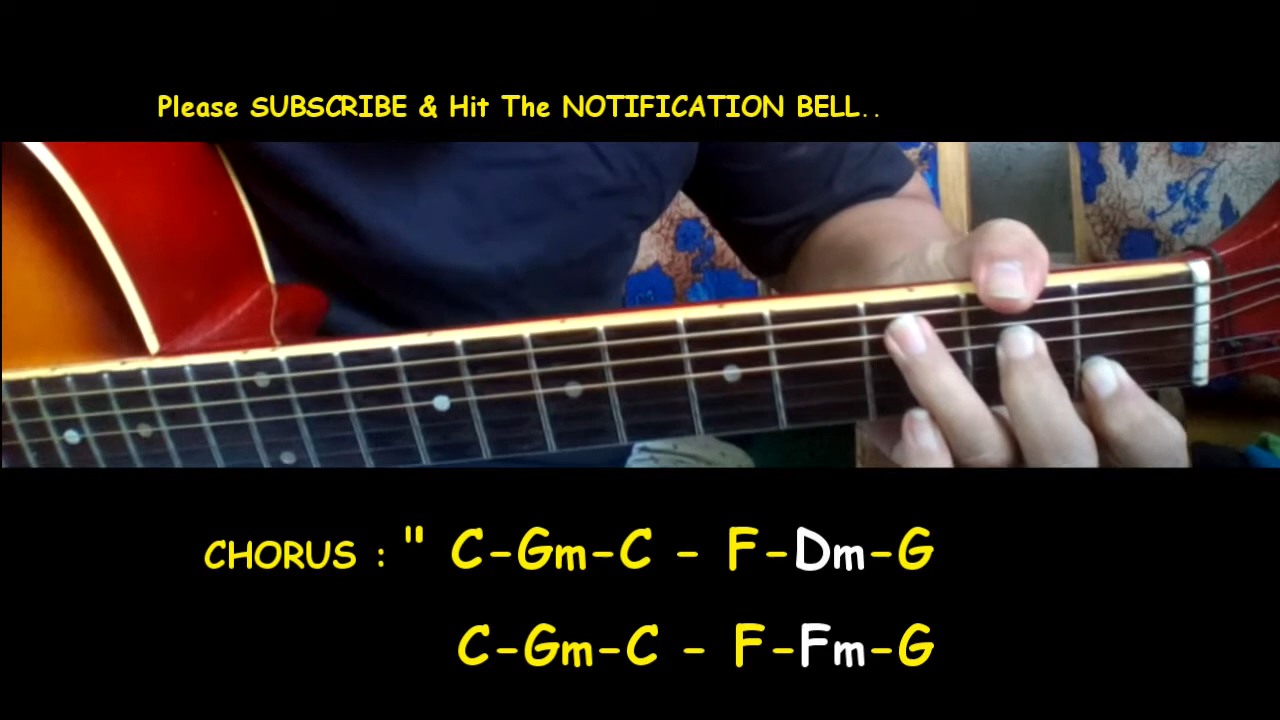 Please SUBSCRIBE & Hit The NOTIFICATION BELL..
CHORUS : " C-Gm-C - F-Dm-G
C-Gm-C - F-Fm-G